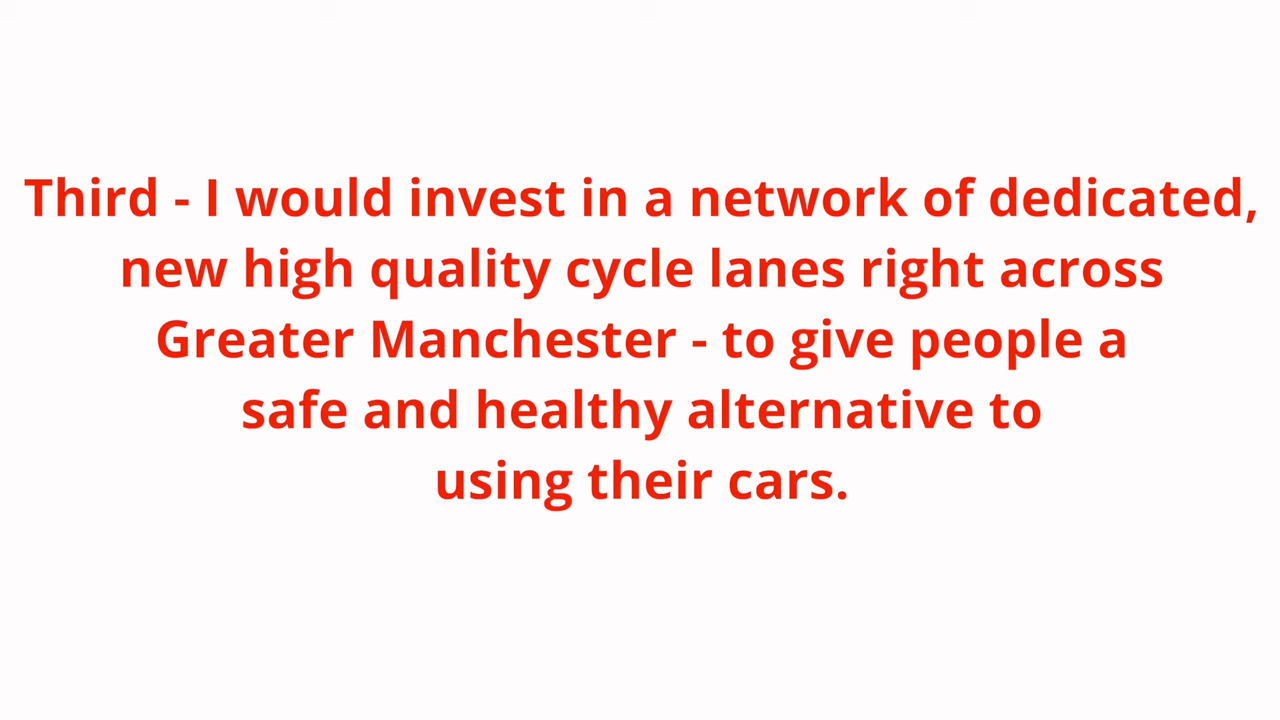 Third - I would invest in a network of dedicated,
new high quality cycle lanes right across
Greater Manchester - to give people a
safe and healthy alternative to
using their cars.